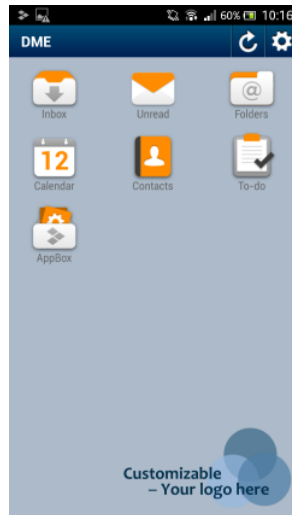 60% 10:16
DME
Inbox Unread Folders
12
Calendar Contacts To-do
AppBox
Customizable
– Your logo here